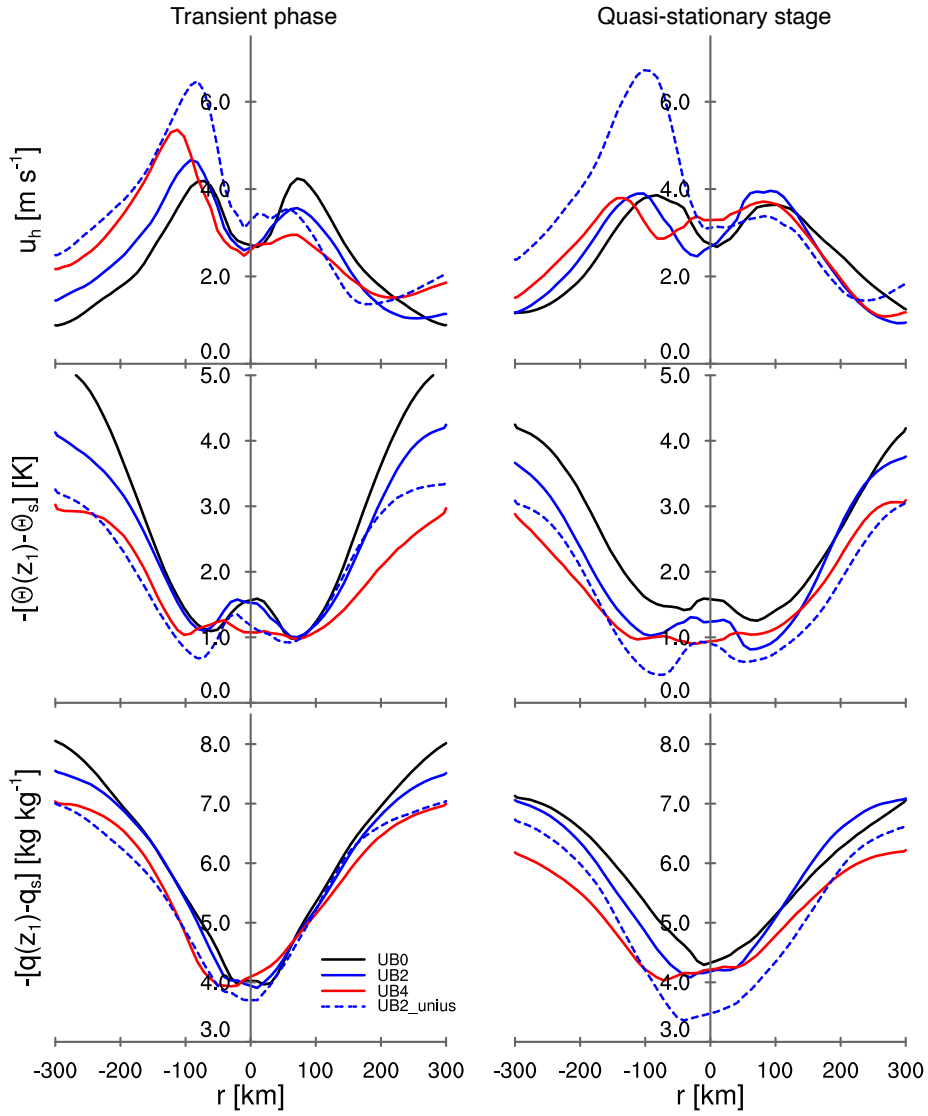 Transient phase
Quasi-stationary stage
u_h [m s⁻¹]
6.0
4.0
2.0
0.0
6.0
4.0
2.0
0.0
-[Θ(z₁)-Θ_s] [K]
5.0
4.0
3.0
2.0
1.0
0.0
5.0
4.0
3.0
2.0
1.0
0.0
-[q(z₁)-q_s] [kg kg⁻¹]
8.0
7.0
6.0
5.0
4.0
3.0
8.0
7.0
6.0
5.0
4.0
3.0
UB0
UB2
UB4
UB2_unius
-300 -200 -100 0 100 200 300
-300 -200 -100 0 100 200 300
r [km]
r [km]